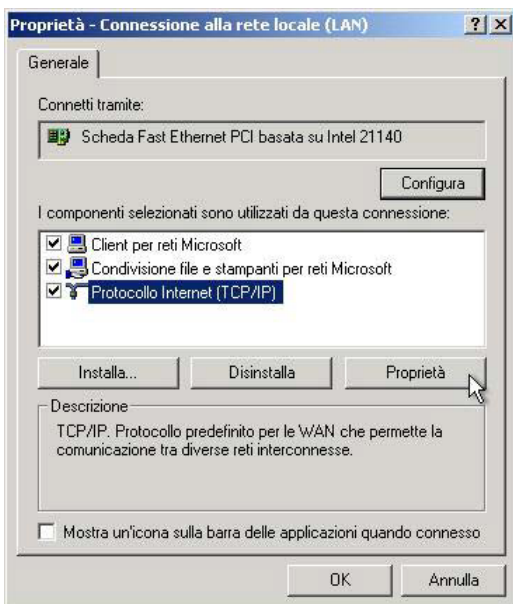 Proprietà - Connessione alla rete locale (LAN)
Generale
Connetti tramite:
Scheda Fast Ethernet PCI basata su Intel 21140
Configura
I componenti selezionati sono utilizzati da questa connessione:
Client per reti Microsoft
Condivisione file e stampanti per reti Microsoft
Protocollo Internet (TCP/IP)
Installa... Disinstalla Proprietà
Descrizione
TCP/IP. Protocollo predefinito per le WAN che permette la
comunicazione tra diverse reti interconnesse.
Mostra un'icona sulla barra delle applicazioni quando connesso
OK Annulla